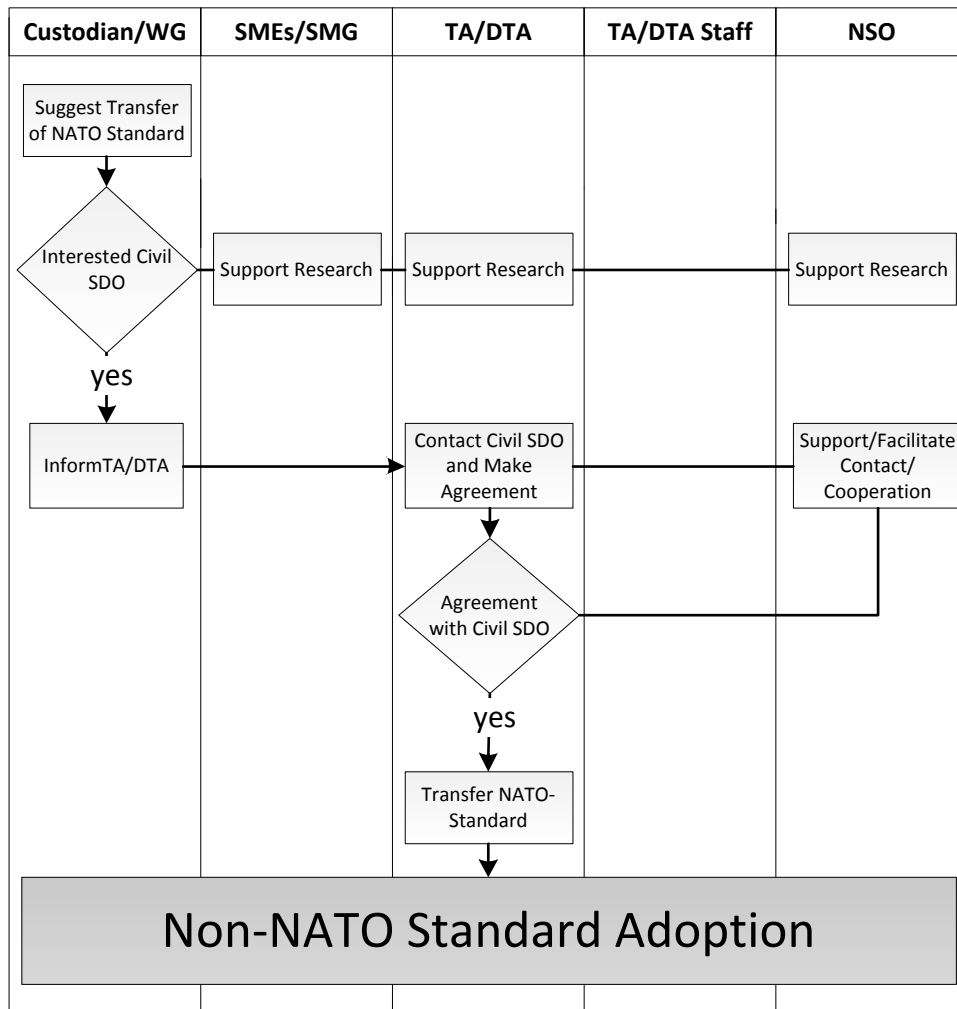 Custodian/WG
SMEs/SMG
TA/DTA
TA/DTA Staff
NSO
Suggest Transfer
of NATO Standard
Interested Civil
SDO
Support Research
Support Research
Support Research
yes
InformTA/DTA
Contact Civil SDO
and Make
Agreement
Support/Facilitate
Contact/
Cooperation
Agreement
with Civil SDO
yes
Transfer NATO-
Standard
Non-NATO Standard Adoption